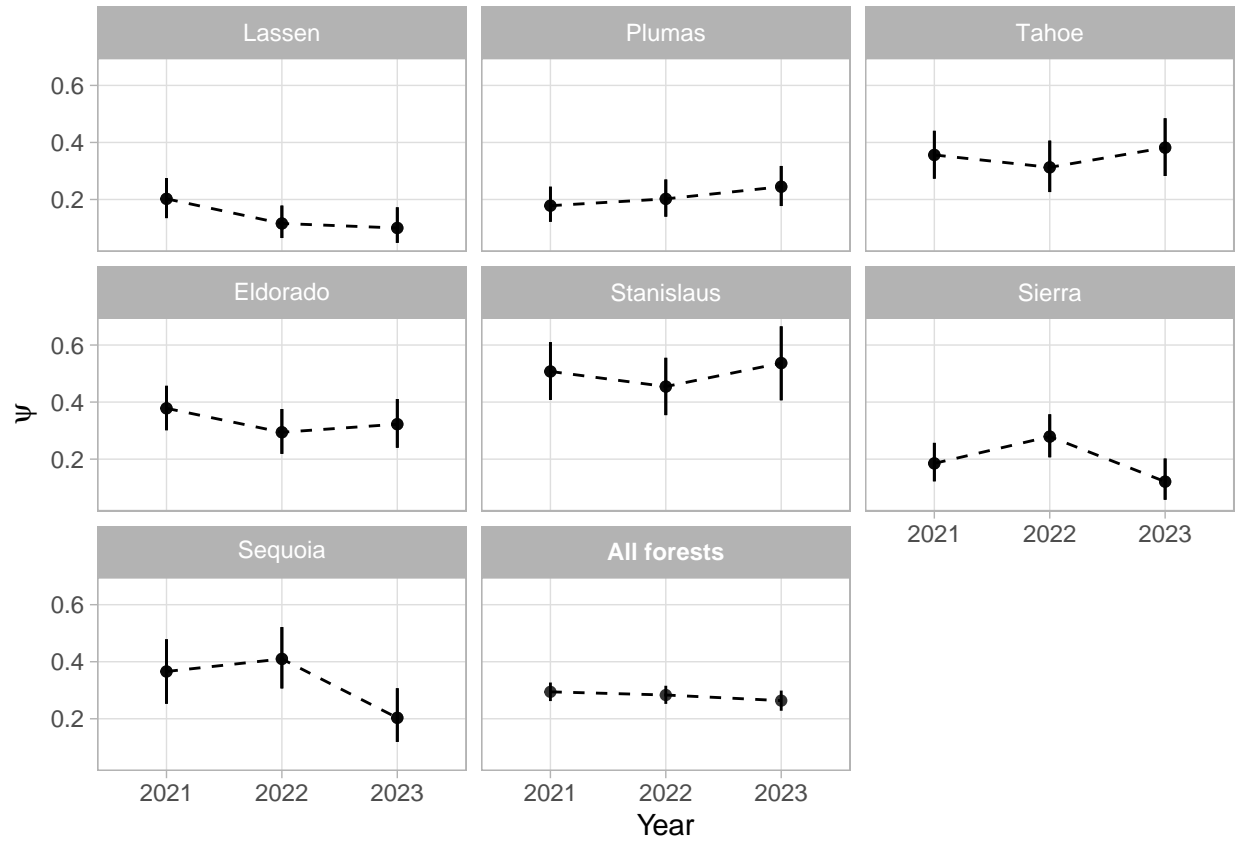 Lassen Plumas Tahoe
0.6
0.4
0.2
Eldorado Stanislaus Sierra
0.6
0.4
0.2
ψ
2021 2022 2023
Sequoia All forests
0.6
0.4
0.2
2021 2022 2023 2021 2022 2023
Year